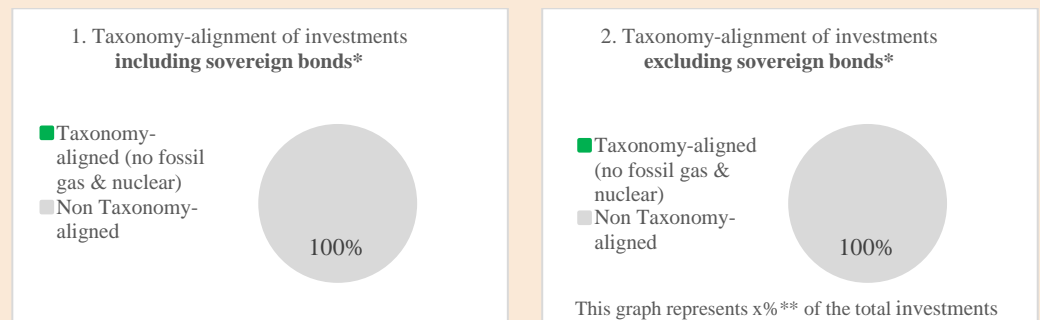 1. Taxonomy-alignment of investments
including sovereign bonds*
Taxonomy-
aligned (no fossil
gas & nuclear)
Non Taxonomy-
aligned
100%
2. Taxonomy-alignment of investments
excluding sovereign bonds*
Taxonomy-aligned
(no fossil gas &
nuclear)
Non Taxonomy-
aligned
100%
This graph represents x%** of the total investments